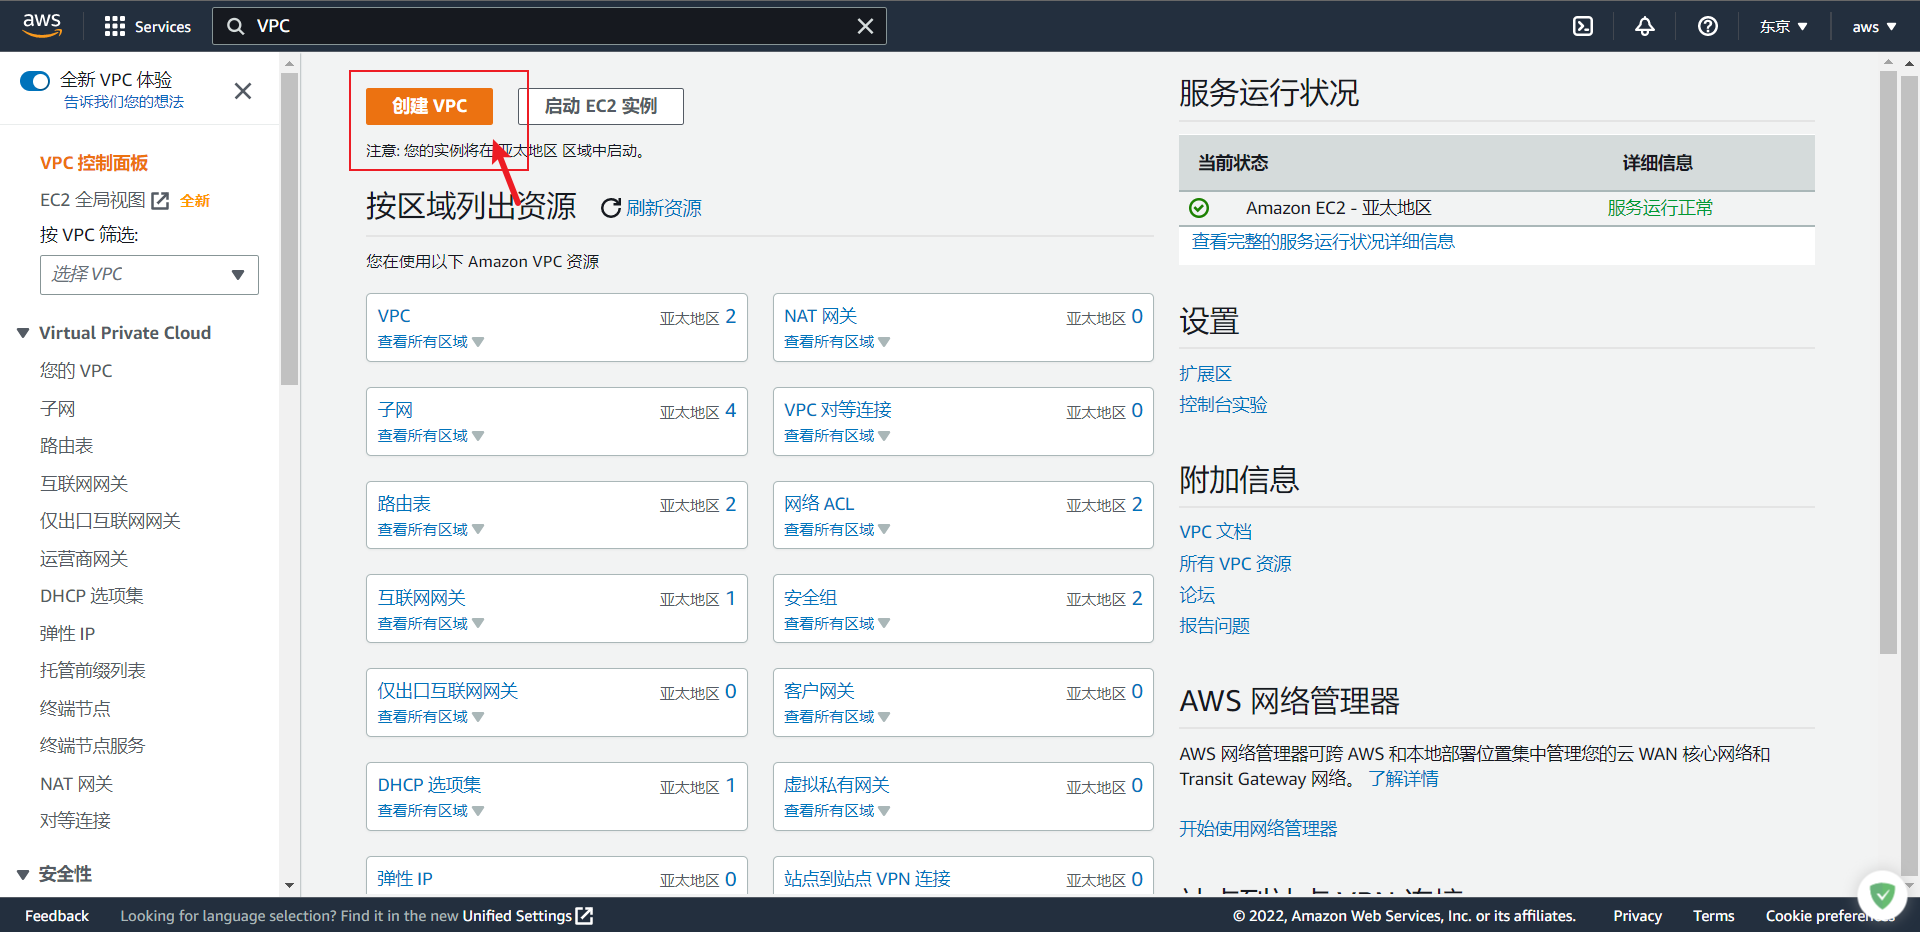 aws
Services
VPC
东京
aws
全新 VPC 体验
告诉我们您的想法
VPC 控制面板
EC2 全局视图 全新
按 VPC 筛选:
选择 VPC
Virtual Private Cloud
您的 VPC
子网
路由表
互联网网关
仅出口互联网网关
运营商网关
DHCP 选项集
弹性 IP
托管前缀列表
终端节点
终端节点服务
NAT 网关
对等连接
安全性
创建 VPC
启动 EC2 实例
注意: 您的实例将在 亚太地区 区域中启动。
按区域列出资源
刷新资源
您在使用以下 Amazon VPC 资源
VPC 亚太地区 2
查看所有区域
NAT 网关 亚太地区 0
查看所有区域
子网 亚太地区 4
查看所有区域
VPC 对等连接 亚太地区 0
查看所有区域
路由表 亚太地区 2
查看所有区域
网络 ACL 亚太地区 2
查看所有区域
互联网网关 亚太地区 1
查看所有区域
安全组 亚太地区 2
查看所有区域
仅出口互联网网关 亚太地区 0
查看所有区域
客户网关 亚太地区 0
查看所有区域
DHCP 选项集 亚太地区 1
查看所有区域
虚拟私有网关 亚太地区 0
查看所有区域
弹性 IP 亚太地区 0
站点到站点 VPN 连接 亚太地区 0
服务运行状况
当前状态 详细信息
Amazon EC2 - 亚太地区 服务运行正常
查看完整的服务运行状况详细信息
设置
扩展区
控制台实验
附加信息
VPC 文档
所有 VPC 资源
论坛
报告问题
AWS 网络管理器
AWS 网络管理器可跨 AWS 和本地部署位置集中管理您的云 WAN 核心网络和
Transit Gateway 网络。 了解详情
开始使用网络管理器
站点到站点 VPN 连接
Feedback
Looking for language selection? Find it in the new Unified Settings
© 2022, Amazon Web Services, Inc. or its affiliates.
Privacy
Terms
Cookie preferences